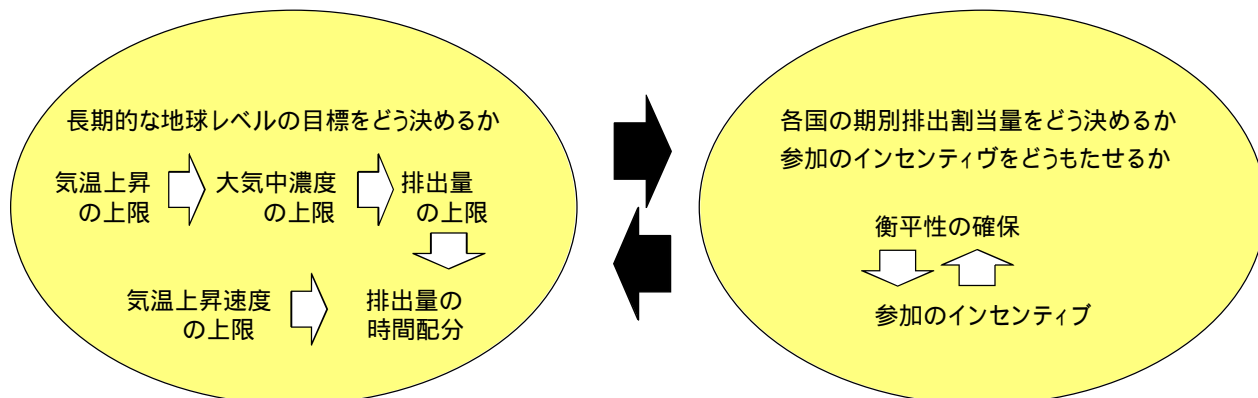 長期的な地球レベルの目標をどう決めるか
気温上昇
の上限
大気中濃度
の上限
排出量
の上限
気温上昇速度
の上限
排出量の
時間配分
各国の期別排出割当量をどう決めるか
参加のインセンティヴをどうもたせるか
衡平性の確保
参加のインセンティブ